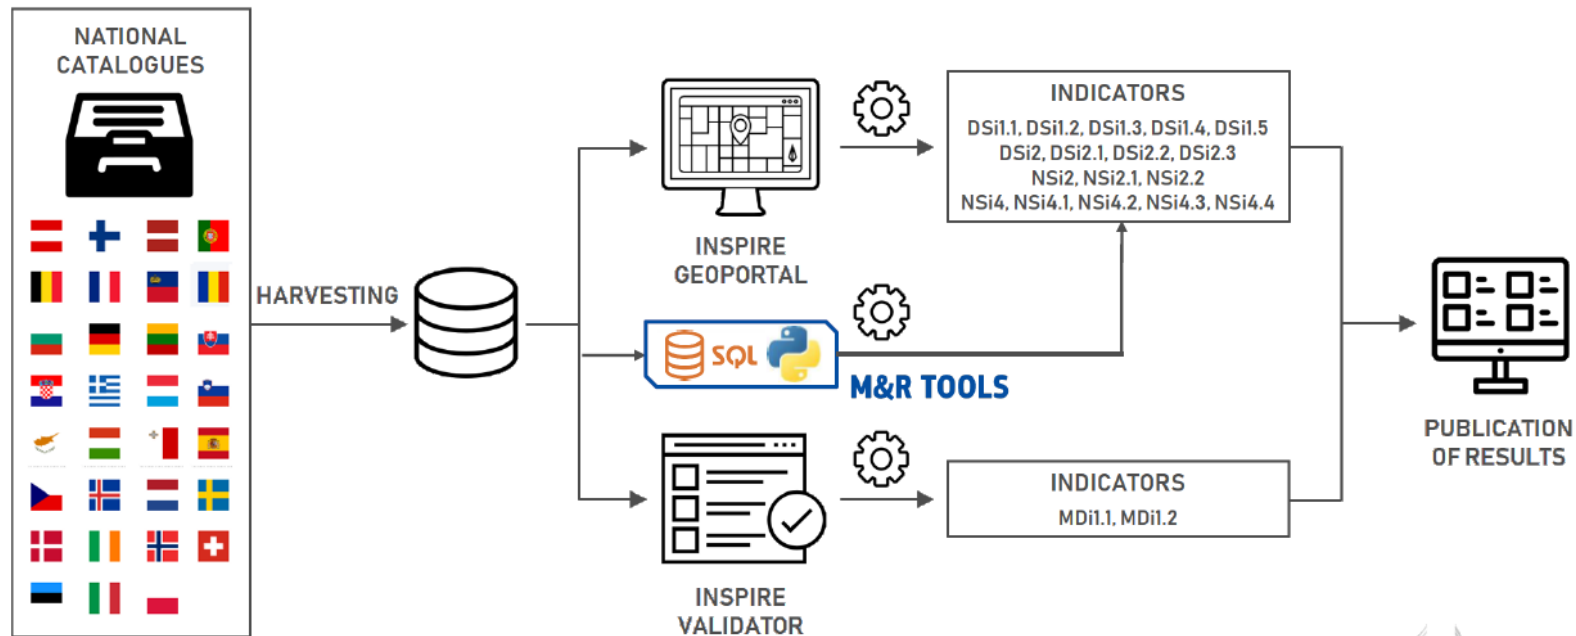 NATIONAL
CATALOGUES
HARVESTING
INSPIRE
GEOPORTAL
SQL
M&R TOOLS
INSPIRE
VALIDATOR
INDICATORS
DSi1.1, DSi1.2, DSi1.3, DSi1.4, DSi1.5
DSi2, DSi2.1, DSi2.2, DSi2.3
NSi2, NSi2.1, NSi2.2
NSi4, NSi4.1, NSi4.2, NSi4.3, NSi4.4
INDICATORS
MDi1.1, MDi1.2
PUBLICATION
OF RESULTS